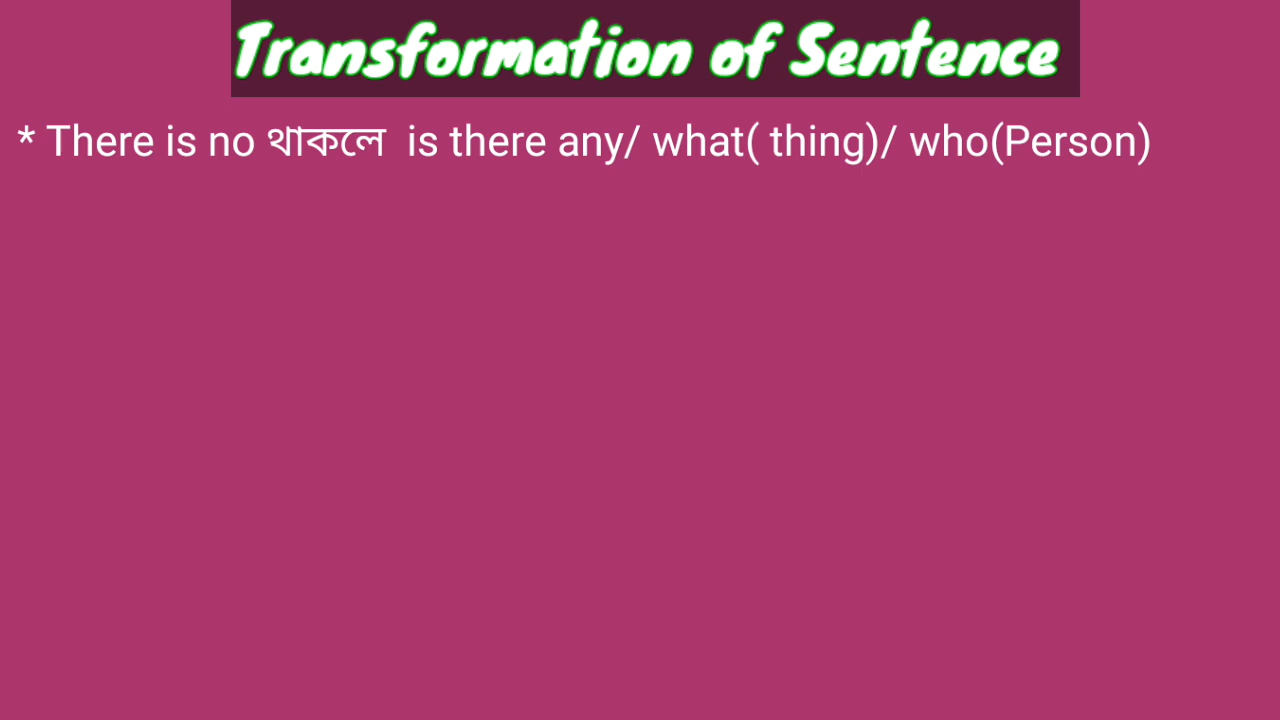 Transformation of Sentence
* There is no থাকলে is there any/ what( thing)/ who(Person)